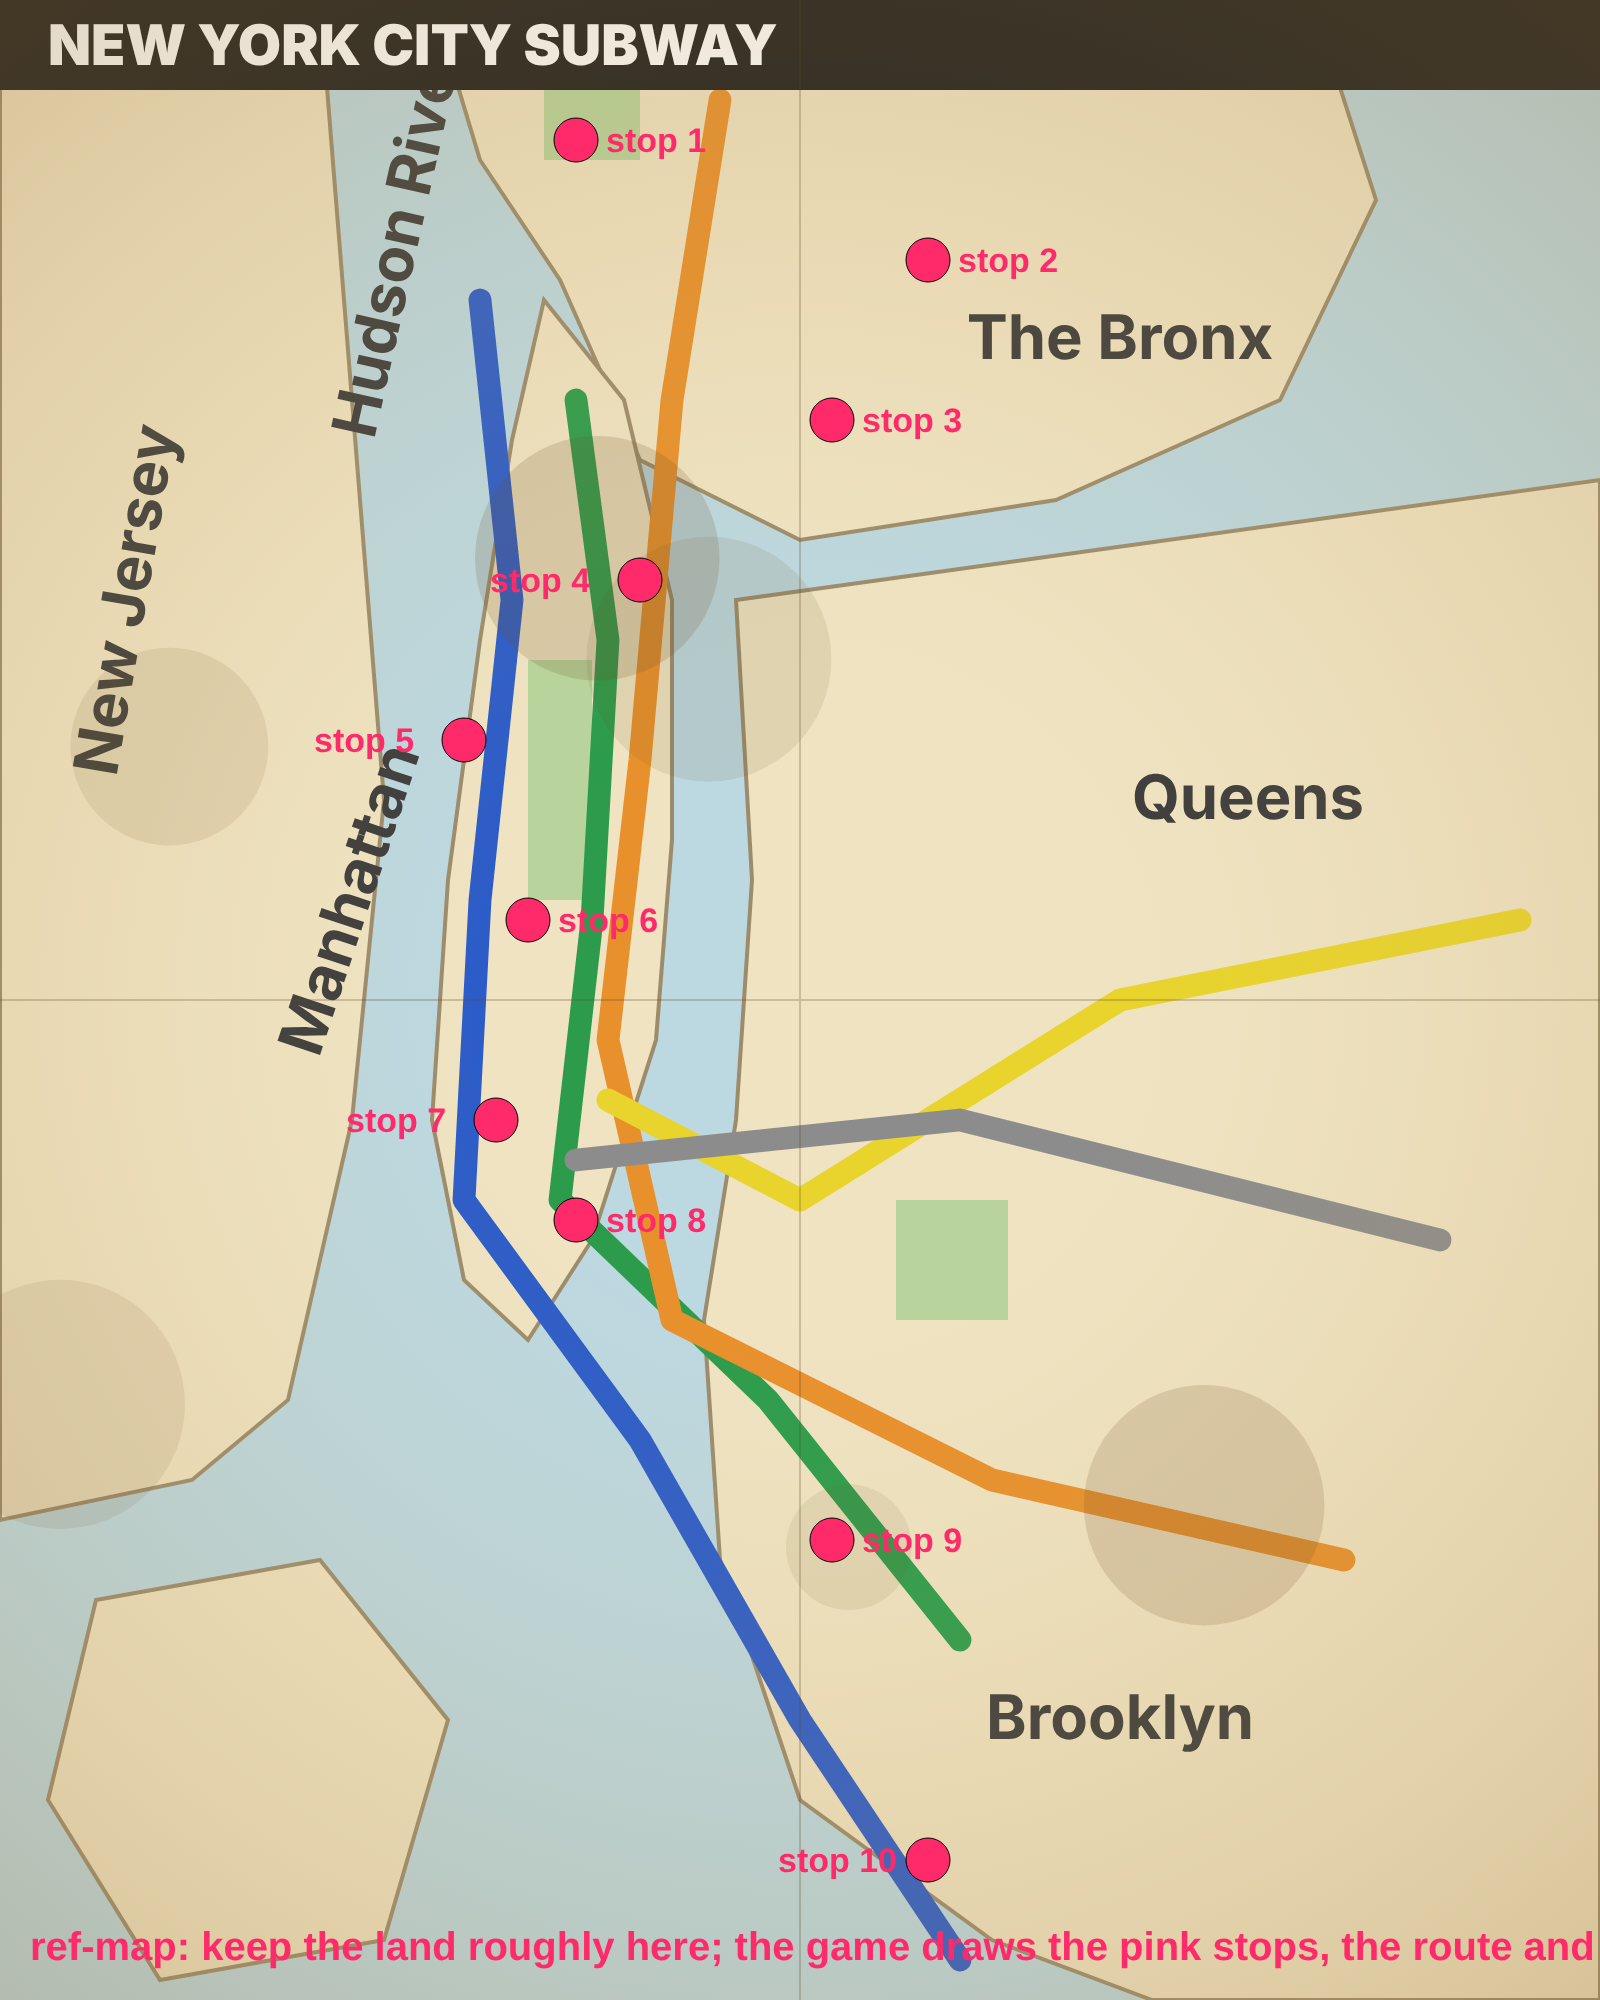 NEW YORK CITY SUBWAY
Hudson Rive
stop 1
stop 2
The Bronx
stop 3
New Jersey
stop 4
stop 5
Manhattan
Queens
stop 6
stop 7
stop 8
stop 9
Brooklyn
stop 10
ref-map: keep the land roughly here; the game draws the pink stops, the route and